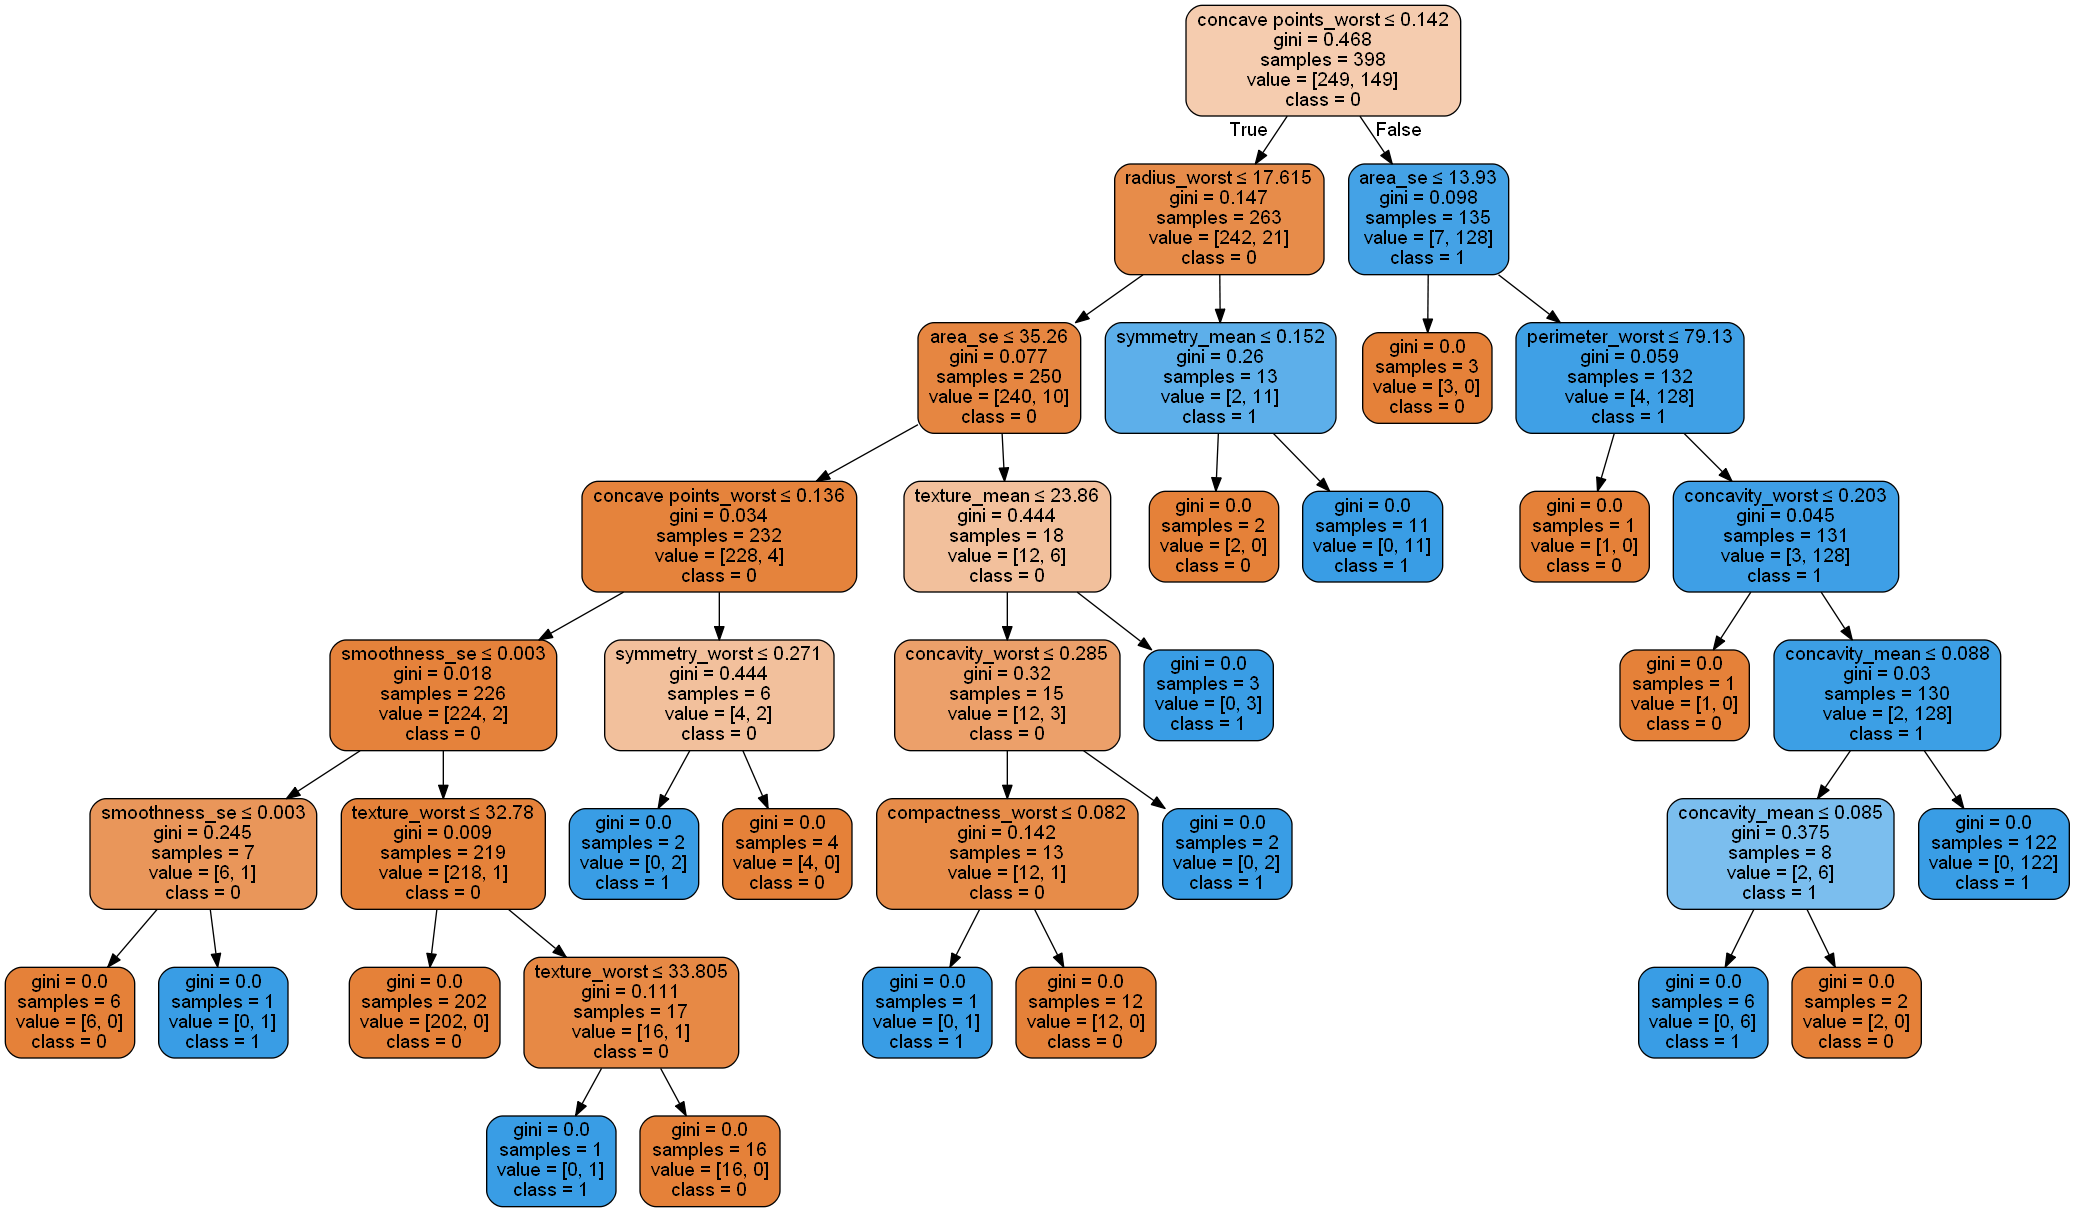 concave points_worst ≤ 0.142
gini = 0.468
samples = 398
value = [249, 149]
class = 0
True
False
radius_worst ≤ 17.615
gini = 0.147
samples = 263
value = [242, 21]
class = 0
area_se ≤ 13.93
gini = 0.098
samples = 135
value = [7, 128]
class = 1
area_se ≤ 35.26
gini = 0.077
samples = 250
value = [240, 10]
class = 0
symmetry_mean ≤ 0.152
gini = 0.26
samples = 13
value = [2, 11]
class = 1
gini = 0.0
samples = 3
value = [3, 0]
class = 0
perimeter_worst ≤ 79.13
gini = 0.059
samples = 132
value = [4, 128]
class = 1
concave points_worst ≤ 0.136
gini = 0.034
samples = 232
value = [228, 4]
class = 0
texture_mean ≤ 23.86
gini = 0.444
samples = 18
value = [12, 6]
class = 0
gini = 0.0
samples = 2
value = [2, 0]
class = 0
gini = 0.0
samples = 11
value = [0, 11]
class = 1
gini = 0.0
samples = 1
value = [1, 0]
class = 0
concavity_worst ≤ 0.203
gini = 0.045
samples = 131
value = [3, 128]
class = 1
smoothness_se ≤ 0.003
gini = 0.018
samples = 226
value = [224, 2]
class = 0
symmetry_worst ≤ 0.271
gini = 0.444
samples = 6
value = [4, 2]
class = 0
concavity_worst ≤ 0.285
gini = 0.32
samples = 15
value = [12, 3]
class = 0
gini = 0.0
samples = 3
value = [0, 3]
class = 1
gini = 0.0
samples = 1
value = [1, 0]
class = 0
concavity_mean ≤ 0.088
gini = 0.03
samples = 130
value = [2, 128]
class = 1
smoothness_se ≤ 0.003
gini = 0.245
samples = 7
value = [6, 1]
class = 0
texture_worst ≤ 32.78
gini = 0.009
samples = 219
value = [218, 1]
class = 0
gini = 0.0
samples = 2
value = [0, 2]
class = 1
gini = 0.0
samples = 4
value = [4, 0]
class = 0
compactness_worst ≤ 0.082
gini = 0.142
samples = 13
value = [12, 1]
class = 0
gini = 0.0
samples = 2
value = [0, 2]
class = 1
concavity_mean ≤ 0.085
gini = 0.375
samples = 8
value = [2, 6]
class = 1
gini = 0.0
samples = 122
value = [0, 122]
class = 1
gini = 0.0
samples = 6
value = [6, 0]
class = 0
gini = 0.0
samples = 1
value = [0, 1]
class = 1
gini = 0.0
samples = 202
value = [202, 0]
class = 0
texture_worst ≤ 33.805
gini = 0.111
samples = 17
value = [16, 1]
class = 0
gini = 0.0
samples = 1
value = [0, 1]
class = 1
gini = 0.0
samples = 12
value = [12, 0]
class = 0
gini = 0.0
samples = 6
value = [0, 6]
class = 1
gini = 0.0
samples = 2
value = [2, 0]
class = 0
gini = 0.0
samples = 1
value = [0, 1]
class = 1
gini = 0.0
samples = 16
value = [16, 0]
class = 0